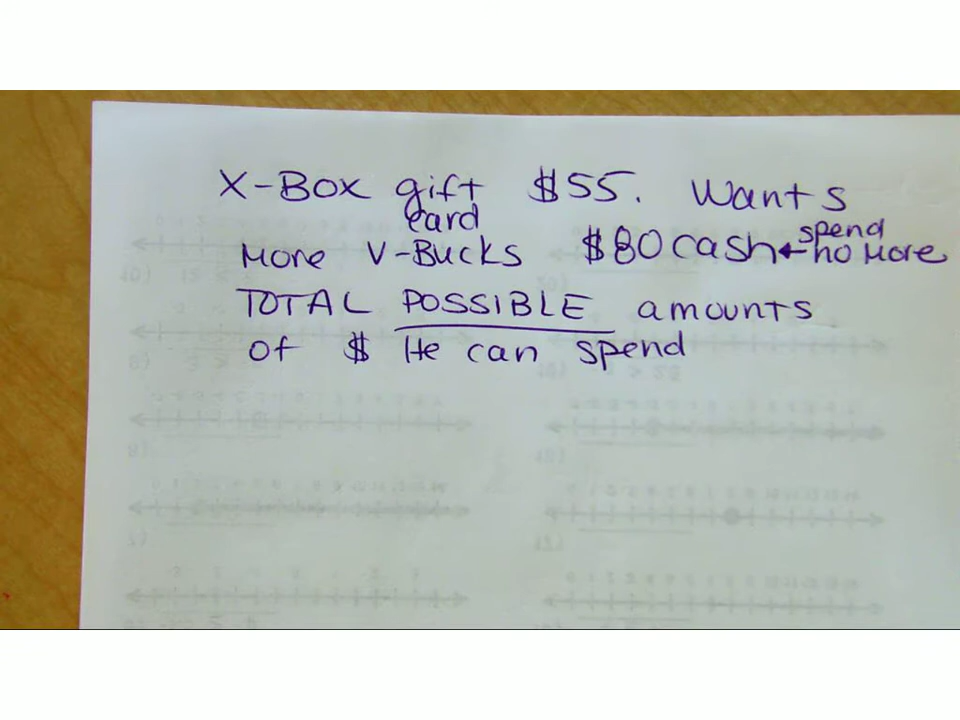 X-Box gift card $55. Wants
More V-Bucks $80 cash ← spend no More
TOTAL POSSIBLE amounts
of $ He can spend